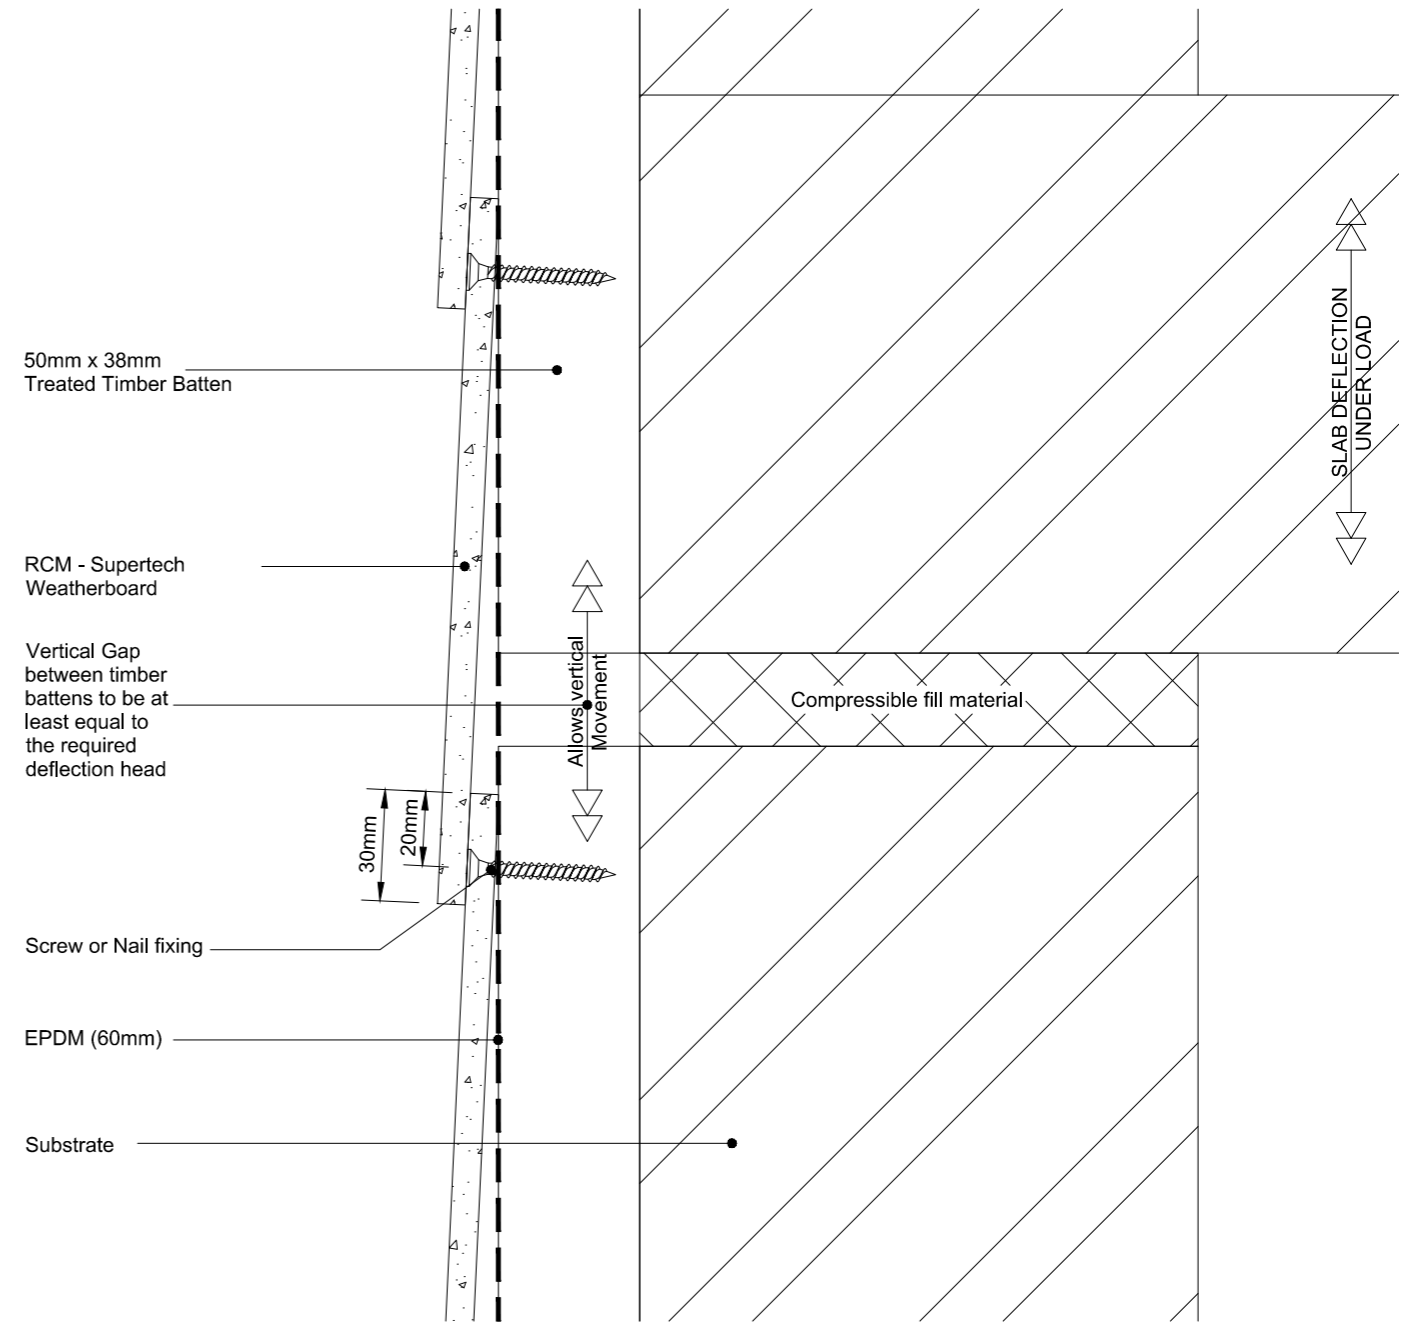 50mm x 38mm
Treated Timber Batten
SLAB DEFLECTION
UNDER LOAD
RCM - Supertech
Weatherboard
Vertical Gap
between timber
battens to be at
least equal to
the required
deflection head
Allows vertical
Movement
Compressible fill material
30mm
20mm
Screw or Nail fixing
EPDM (60mm)
Substrate